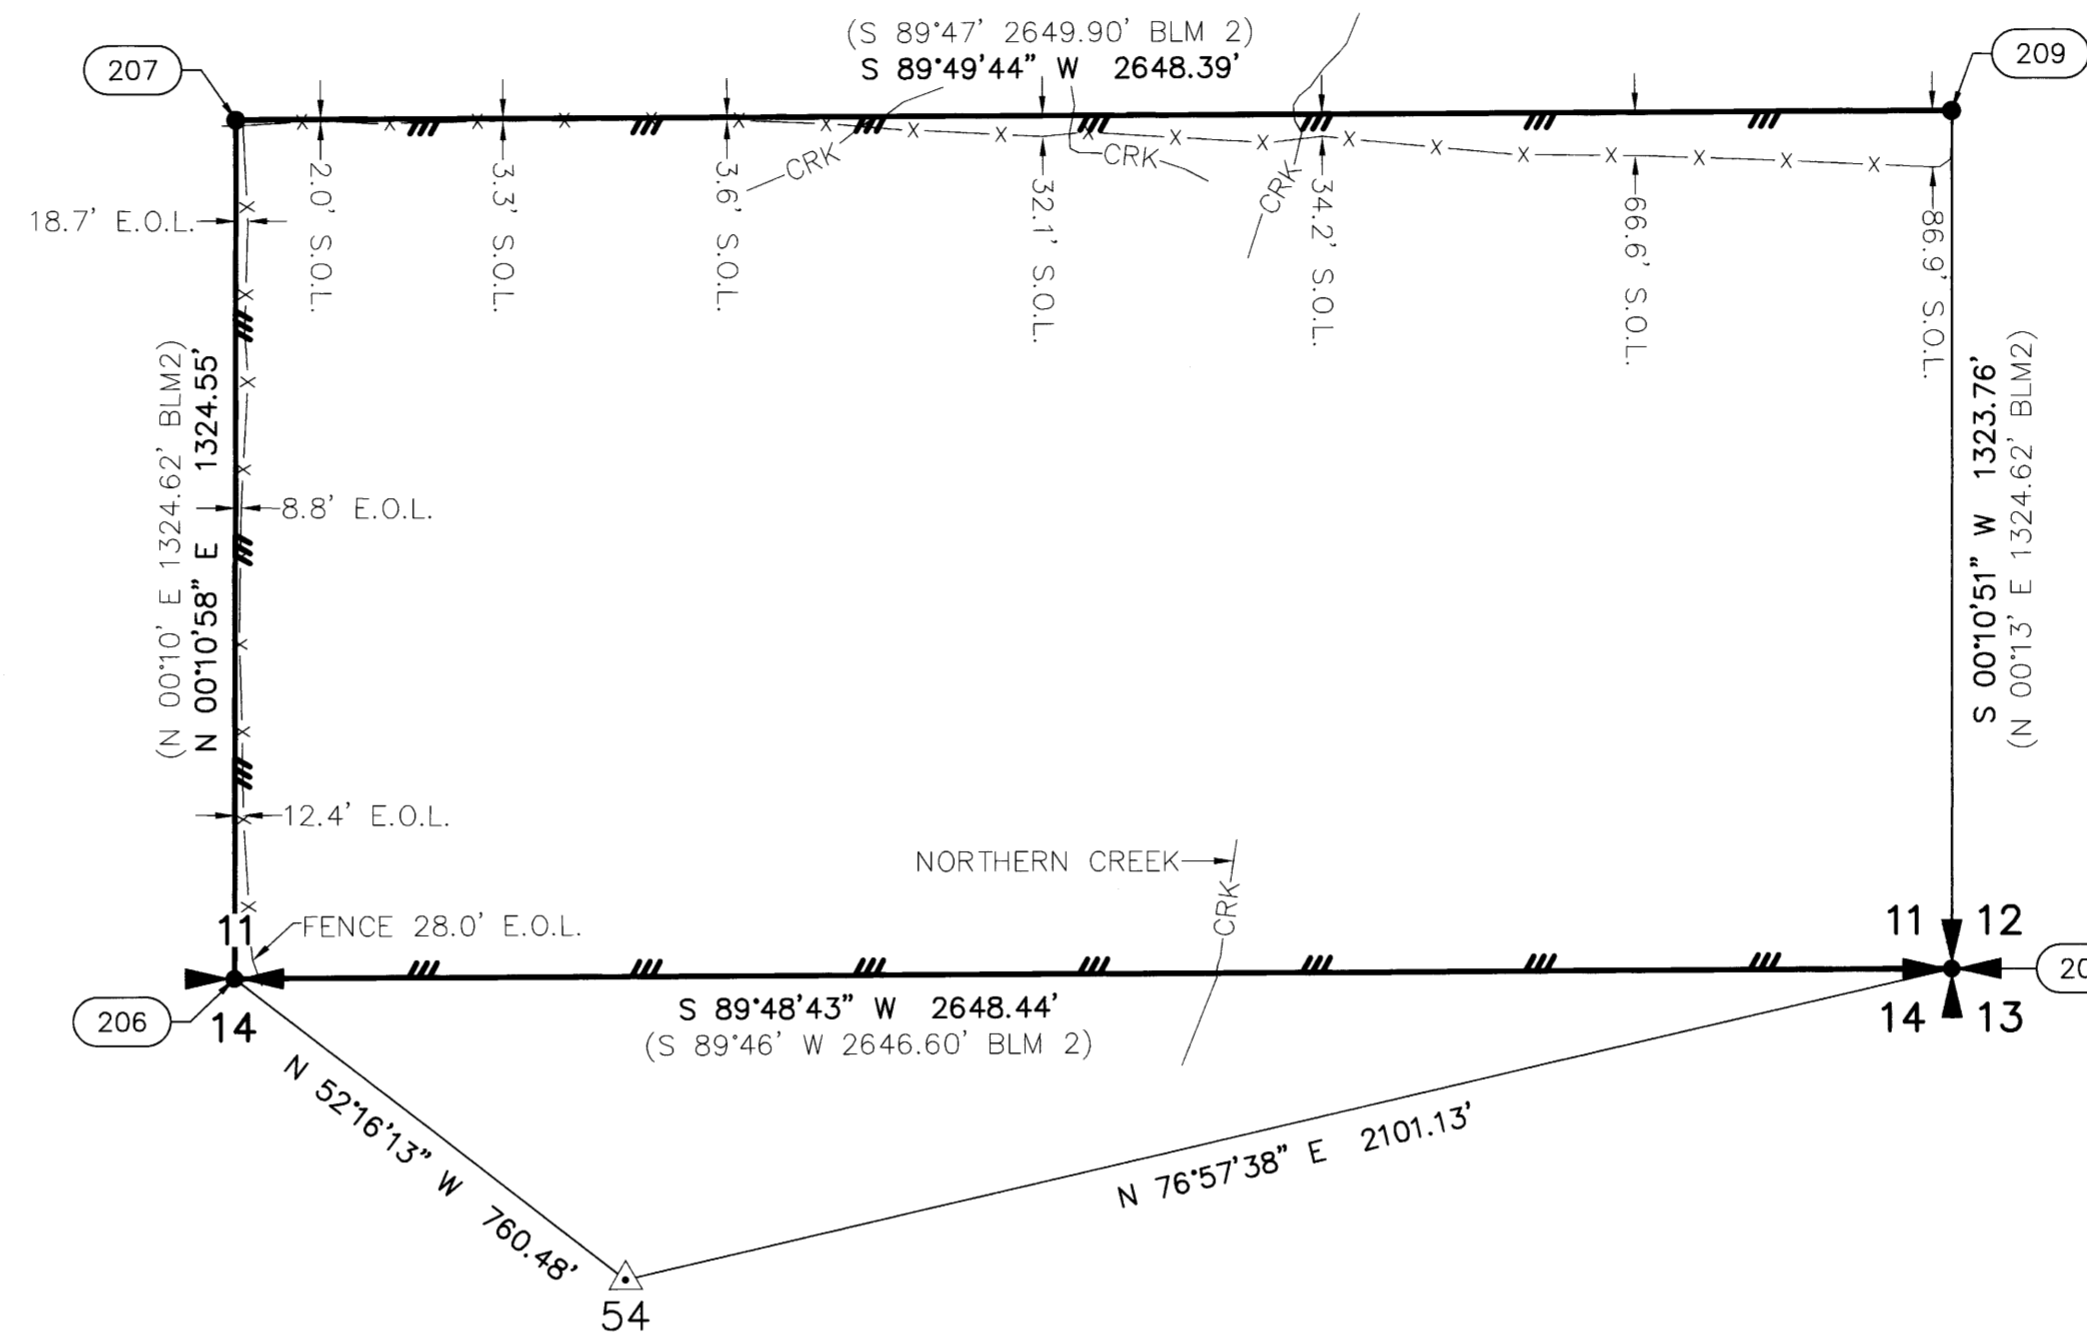 (S 89°47' 2649.90' BLM 2)
S 89°49'44" W 2648.39'
207
209
CRK
CRK
CRK
2.0' S.O.L.
3.3' S.O.L.
3.6' S.O.L.
32.1' S.O.L.
34.2' S.O.L.
66.6' S.O.L.
86.9' S.O.L.
18.7' E.O.L.
(N 00°10' E 1324.62' BLM2)
N 00°10'58" E 1324.55'
8.8' E.O.L.
12.4' E.O.L.
S 00°10'51" W 1323.76'
(N 00°13' E 1324.62' BLM2)
NORTHERN CREEK
CRK
11
FENCE 28.0' E.O.L.
11 12
20
206
14
S 89°48'43" W 2648.44'
(S 89°46' W 2646.60' BLM 2)
14 13
N 52°16'13" W 760.48'
N 76°57'38" E 2101.13'
54